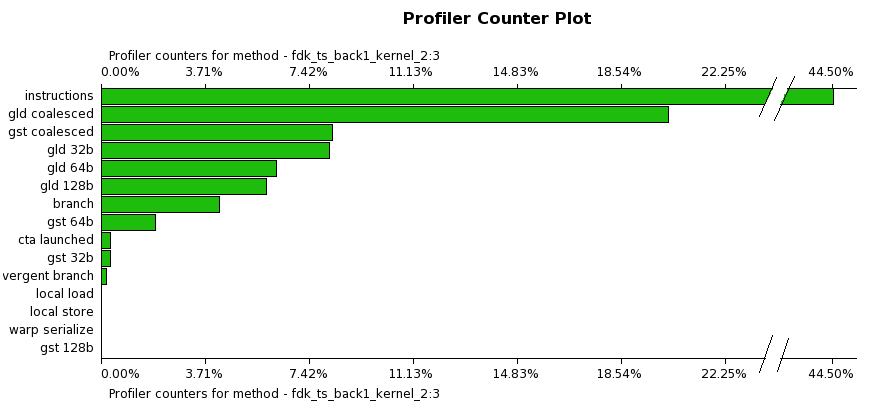 Profiler Counter Plot
Profiler counters for method - fdk_ts_back1_kernel_2:3
0.00% 3.71% 7.42% 11.13% 14.83% 18.54% 22.25% 44.50%
instructions
gld coalesced
gst coalesced
gld 32b
gld 64b
gld 128b
branch
gst 64b
cta launched
gst 32b
vergent branch
local load
local store
warp serialize
gst 128b
0.00% 3.71% 7.42% 11.13% 14.83% 18.54% 22.25% 44.50%
Profiler counters for method - fdk_ts_back1_kernel_2:3